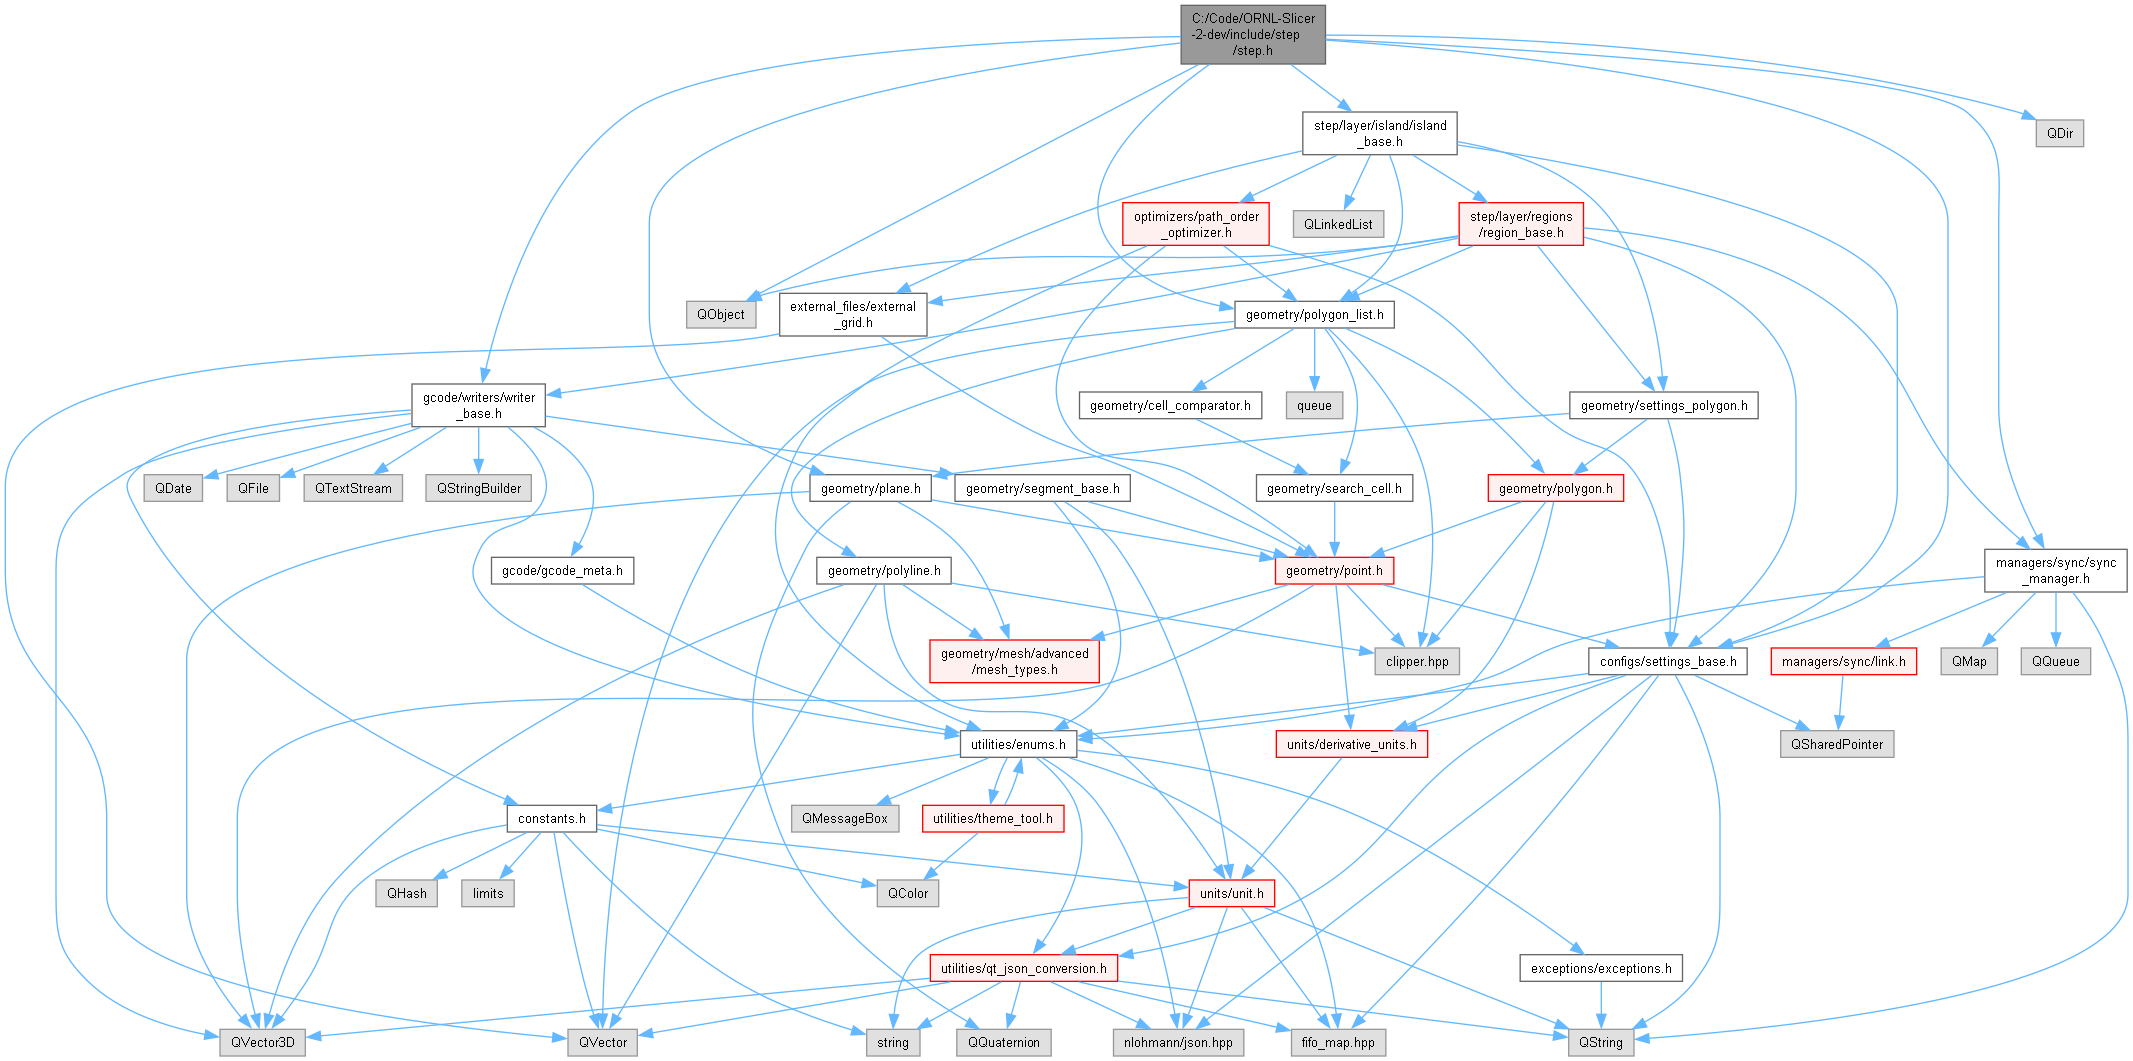 C:/Code/ORNL-Slicer
-2-dev/include/step
/step.h
step/layer/island/island
_base.h
QDir
optimizers/path_order
_optimizer.h
QLinkedList
step/layer/regions
/region_base.h
QObject
external_files/external
_grid.h
geometry/polygon_list.h
gcode/writers/writer
_base.h
geometry/cell_comparator.h
queue
geometry/settings_polygon.h
QDate
QFile
QTextStream
QStringBuilder
geometry/plane.h
geometry/segment_base.h
geometry/search_cell.h
geometry/polygon.h
gcode/gcode_meta.h
geometry/polyline.h
geometry/point.h
managers/sync/sync
_manager.h
geometry/mesh/advanced
/mesh_types.h
clipper.hpp
configs/settings_base.h
managers/sync/link.h
QMap
QQueue
utilities/enums.h
units/derivative_units.h
QSharedPointer
constants.h
QMessageBox
utilities/theme_tool.h
QHash
limits
QColor
units/unit.h
utilities/qt_json_conversion.h
exceptions/exceptions.h
QVector3D
QVector
string
QQuaternion
nlohmann/json.hpp
fifo_map.hpp
QString